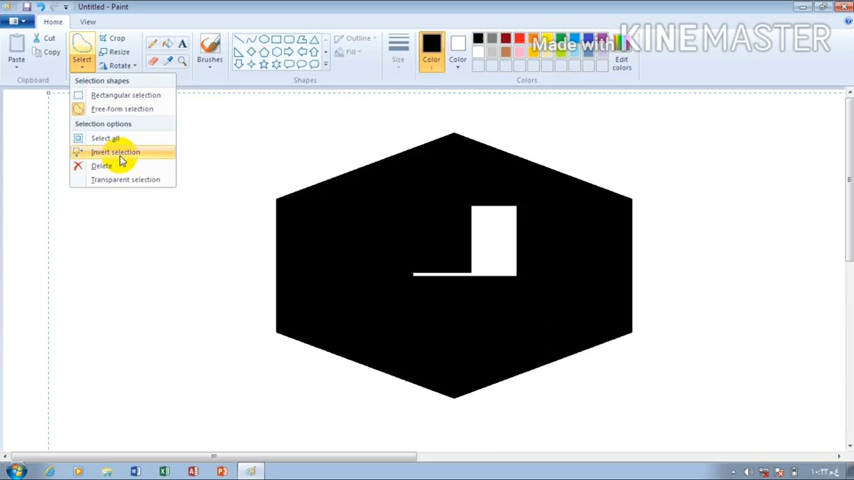 Untitled - Paint
Home
View
Paste
Cut
Copy
Clipboard
Select
Crop
Resize
Rotate
A
Brushes
Outline
Fill
Shapes
Size
Color
Color
Edit
colors
Colors
Made with KINEMASTER
Selection shapes
Rectangular selection
Free-form selection
Selection options
Select all
Invert selection
Delete
Transparent selection